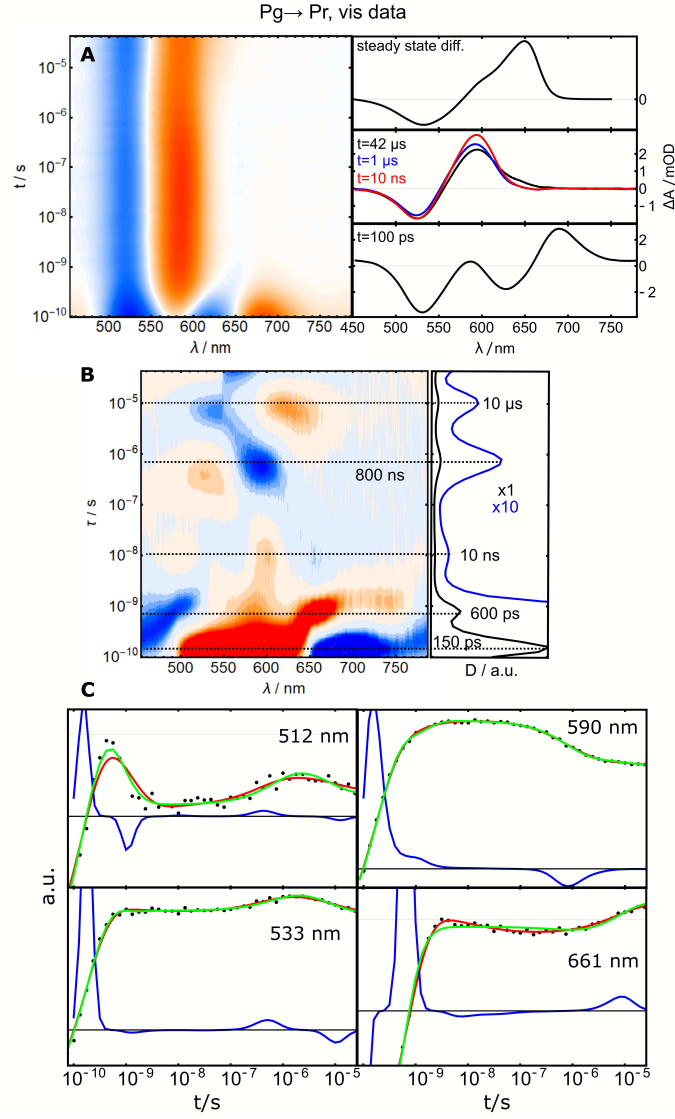 Pg→ Pr, vis data
A
t / s
10⁻⁵
10⁻⁶
10⁻⁷
10⁻⁸
10⁻⁹
10⁻¹⁰
500 550 600 650 700 750
λ / nm
steady state diff.
0
t=42 µs
t=1 µs
t=10 ns
2
1
0
−1
ΔA / mOD
t=100 ps
2
0
−2
450 500 550 600 650 700 750
λ / nm
B
τ / s
10⁻⁵
10⁻⁶
10⁻⁷
10⁻⁸
10⁻⁹
10⁻¹⁰
500 550 600 650 700 750
λ / nm
10 µs
800 ns
x1
x10
10 ns
600 ps
150 ps
D / a.u.
C
a.u.
512 nm
590 nm
533 nm
661 nm
10⁻¹⁰ 10⁻⁹ 10⁻⁸ 10⁻⁷ 10⁻⁶ 10⁻⁵
t/s
10⁻⁹ 10⁻⁸ 10⁻⁷ 10⁻⁶ 10⁻⁵
t/s